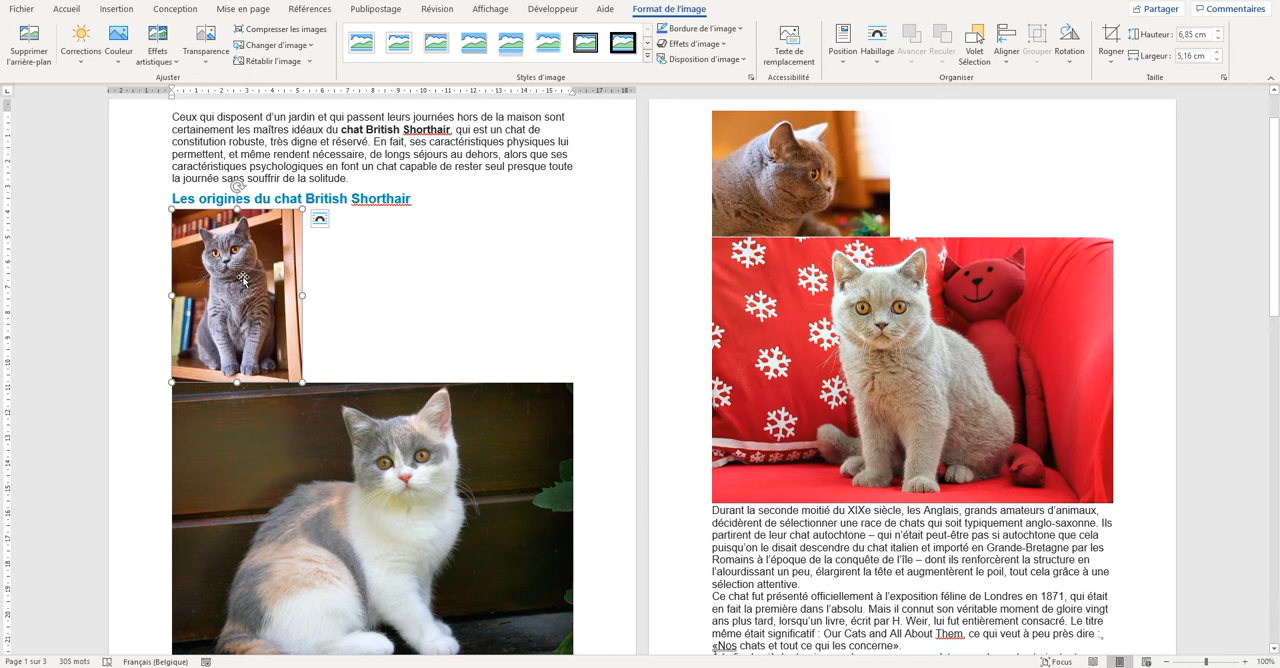 Fichier Accueil Insertion Conception Mise en page Références Publipostage Révision Affichage Développeur Aide Format de l'image Partager Commentaires
Supprimer l'arrière-plan
Corrections
Couleur
Effets artistiques
Transparence
Compresser les images
Changer d'image
Rétablir l'image
Ajuster
Styles d'image
Bordure de l'image
Effets d'image
Disposition d'image
Texte de remplacement
Accessibilité
Position
Habillage
Avancer
Reculer
Volet Sélection
Aligner
Grouper
Rotation
Organiser
Rogner
Hauteur : 6,85 cm
Largeur : 5,16 cm
Taille
Ceux qui disposent d'un jardin et qui passent leurs journées hors de la maison sont
certainement les maîtres idéaux du chat British Shorthair, qui est un chat de
constitution robuste, très digne et réservé. En fait, ses caractéristiques physiques lui
permettent, et même rendent nécessaire, de longs séjours au dehors, alors que ses
caractéristiques psychologiques en font un chat capable de rester seul presque toute
la journée sans souffrir de la solitude.
Les origines du chat British Shorthair
Durant la seconde moitié du XIXe siècle, les Anglais, grands amateurs d'animaux,
décidèrent de sélectionner une race de chats qui soit typiquement anglo-saxonne. Ils
partirent de leur chat autochtone – qui n'était peut-être pas si autochtone que cela
puisqu'on le disait descendre du chat italien et importé en Grande-Bretagne par les
Romains à l'époque de la conquête de l'île – dont ils renforcèrent la structure en
l'alourdissant un peu, élargirent la tête et augmentèrent le poil, tout cela grâce à une
sélection attentive.
Ce chat fut présenté officiellement à l'exposition féline de Londres en 1871, qui était
en fait la première dans l'absolu. Mais il connut son véritable moment de gloire vingt
ans plus tard, lorsqu'un livre, écrit par H. Weir, lui fut entièrement consacré. Le titre
même était significatif : Our Cats and All About Them, ce qui veut à peu près dire :
«Nos chats et tout ce qui les concerne».
Page 1 sur 3 305 mots Français (Belgique) Focus 100%